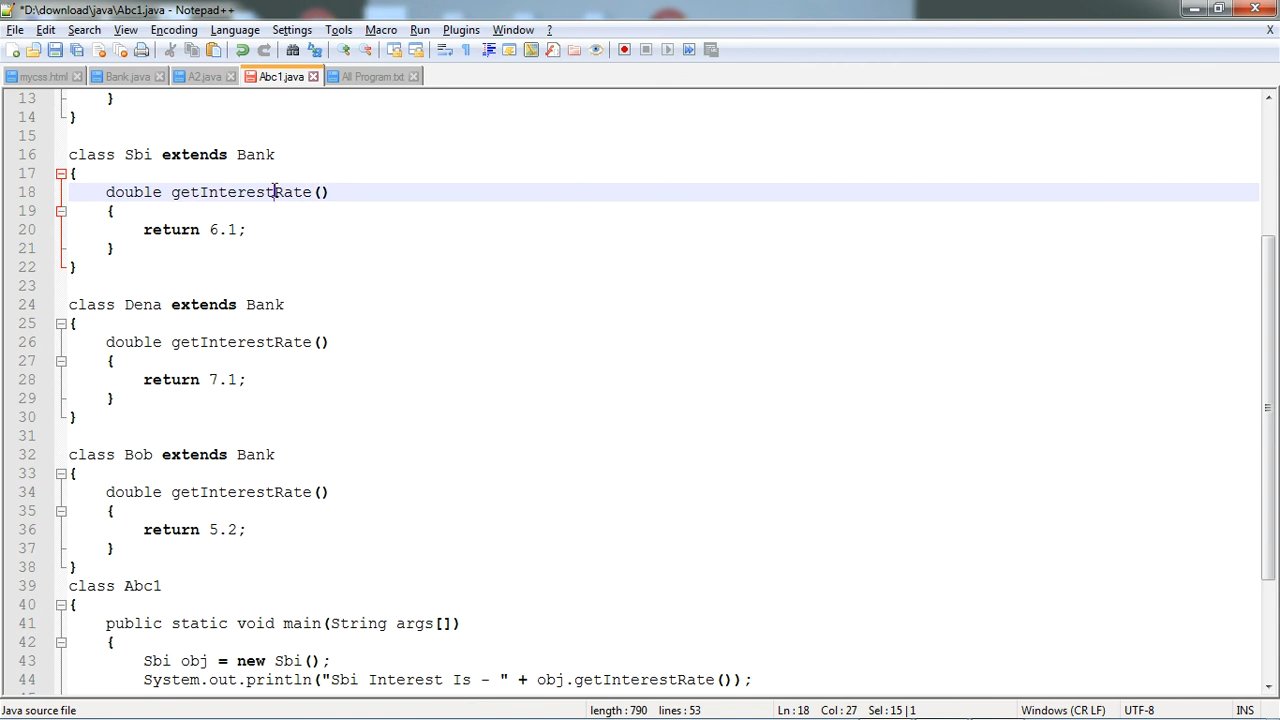 *D:\download\java\Abc1.java - Notepad++
File Edit Search View Encoding Language Settings Tools Macro Run Plugins Window ? X
mycss.html Bank.java A2.java Abc1.java All Program.txt
13 }
14 }
15
16 class Sbi extends Bank
17 {
18 double getInterestRate()
19 {
20 return 6.1;
21 }
22 }
23
24 class Dena extends Bank
25 {
26 double getInterestRate()
27 {
28 return 7.1;
29 }
30 }
31
32 class Bob extends Bank
33 {
34 double getInterestRate()
35 {
36 return 5.2;
37 }
38 }
39 class Abc1
40 {
41 public static void main(String args[])
42 {
43 Sbi obj = new Sbi();
44 System.out.println("Sbi Interest Is - " + obj.getInterestRate());
Java source file length : 790 lines : 53 Ln : 18 Col : 27 Sel : 15 | 1 Windows (CR LF) UTF-8 INS